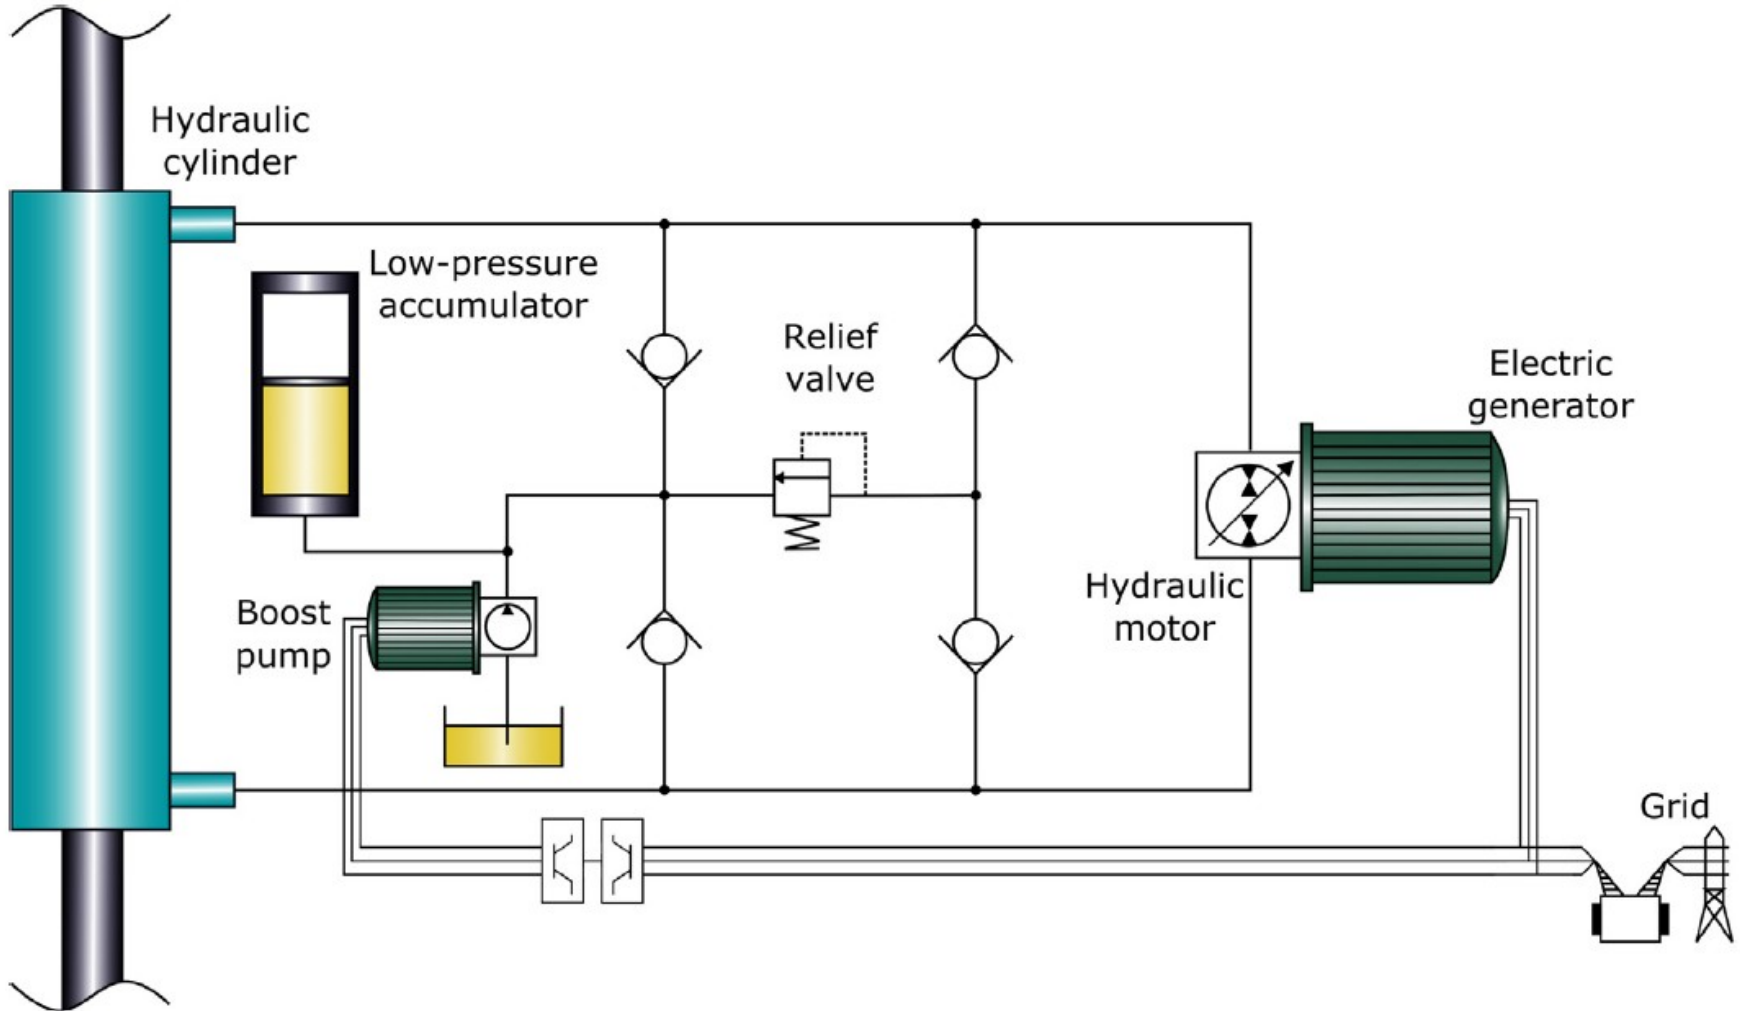 Hydraulic
cylinder
Low-pressure
accumulator
Relief
valve
Electric
generator
Hydraulic
motor
Boost
pump
Grid